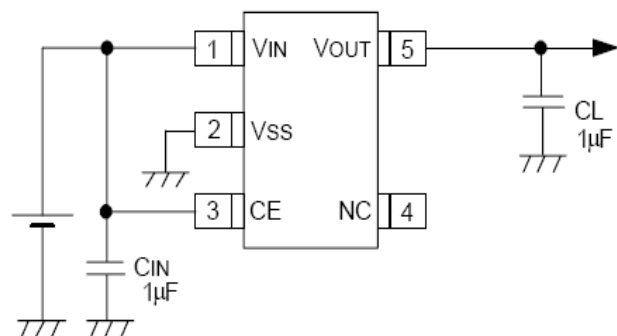 1 VIN VOUT 5
2 VSS
3 CE NC 4
CL
1μF
CIN
1μF